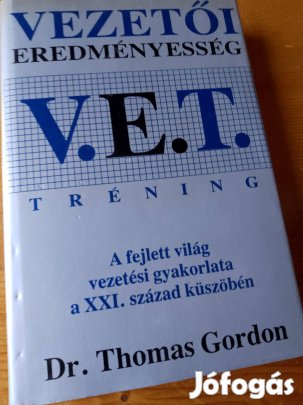 VEZETŐI
EREDMÉNYESSÉG
V.E.T.
TRÉNING
A fejlett világ
vezetési gyakorlata
a XXI. század küszöbén
Dr. Thomas Gordon
Jófogás